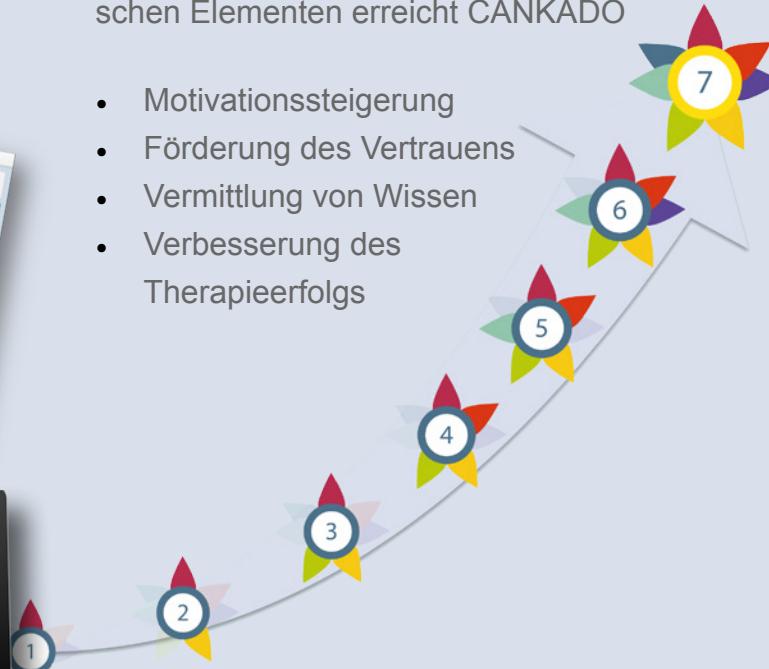 schen Elementen erreicht CANKADO
• Motivationssteigerung
• Förderung des Vertrauens
• Vermittlung von Wissen
• Verbesserung des
Therapieerfolgs
7
6
5
4
3
2
1